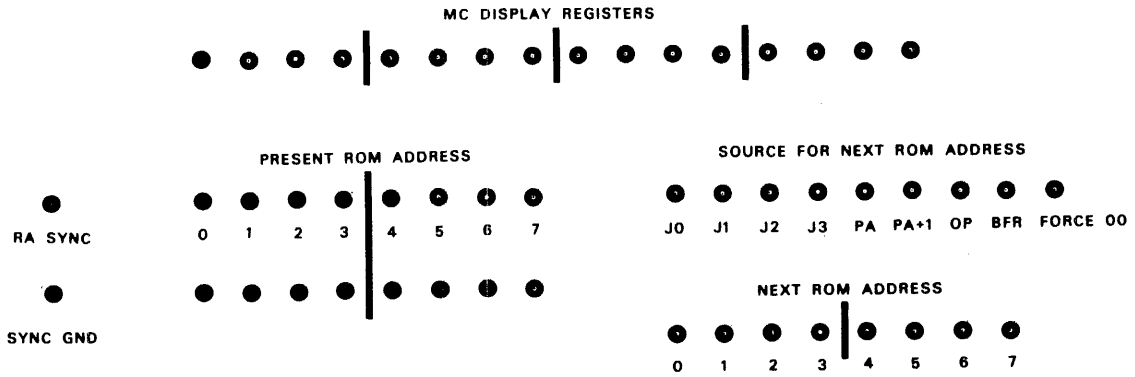 MC DISPLAY REGISTERS
PRESENT ROM ADDRESS
SOURCE FOR NEXT ROM ADDRESS
RA SYNC
0 1 2 3 4 5 6 7
J0 J1 J2 J3 PA PA+1 OP BFR FORCE 00
SYNC GND
NEXT ROM ADDRESS
0 1 2 3 4 5 6 7